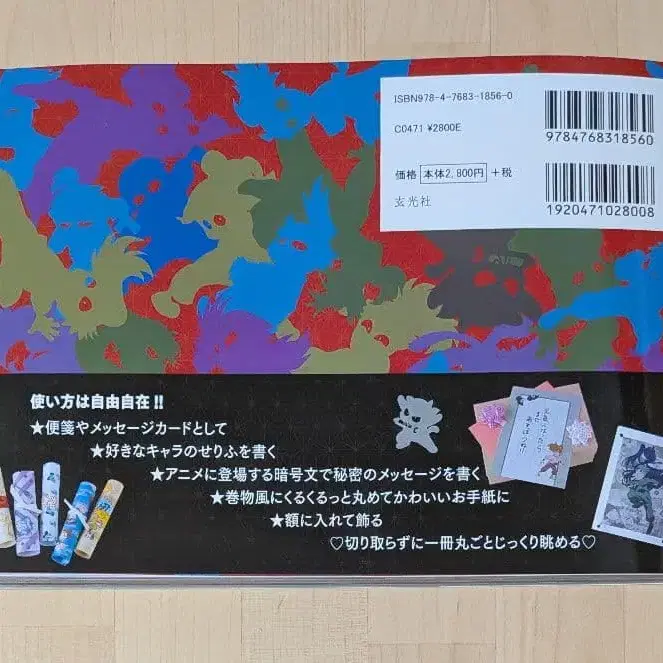 ISBN978-4-7683-1856-0
C0471 ¥2800E
価格 本体2,800円 +税
玄光社
9784768318560
1920471028008
使い方は自由自在!!
★便箋やメッセージカードとして
★好きなキャラのせりふを書く
★アニメに登場する暗号文で秘密のメッセージを書く
★巻物風にくるくるっと丸めてかわいいお手紙に
★額に入れて飾る
♡切り取らずに一冊丸ごとじっくり眺める♡